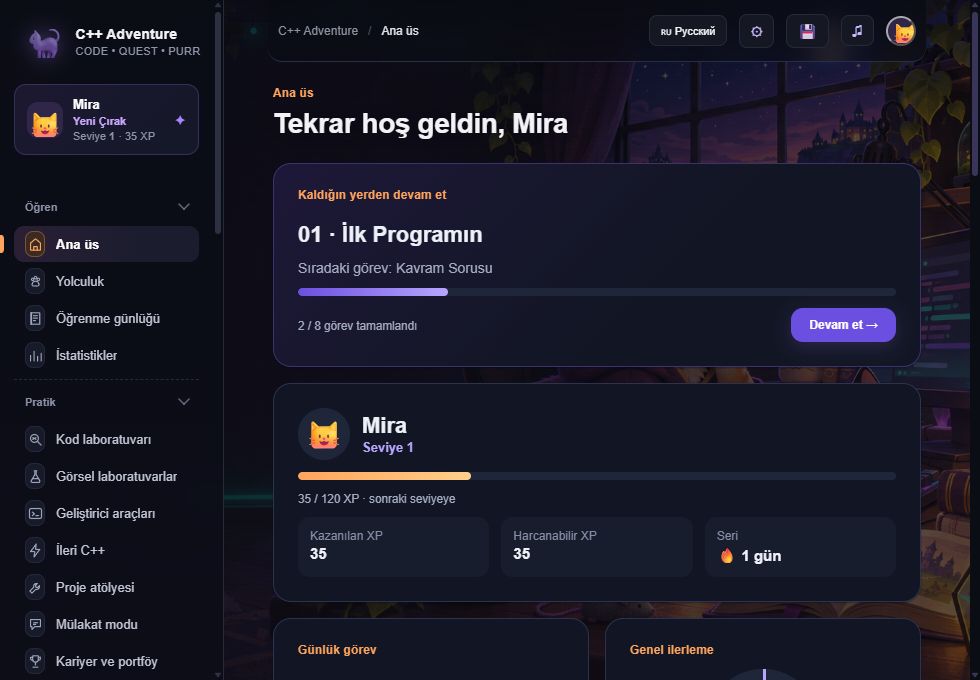 C++ Adventure
CODE • QUEST • PURR
Mira
Yeni Çırak
Seviye 1 · 35 XP
Öğren
Ana üs
Yolculuk
Öğrenme günlüğü
İstatistikler
Pratik
Kod laboratuvarı
Görsel laboratuvarlar
Geliştirici araçları
İleri C++
Proje atölyesi
Mülakat modu
Kariyer ve portföy
C++ Adventure / Ana üs
RU Русский
Ana üs
Tekrar hoş geldin, Mira
Kaldığın yerden devam et
01 · İlk Programın
Sıradaki görev: Kavram Sorusu
2 / 8 görev tamamlandı
Devam et →
Mira
Seviye 1
35 / 120 XP · sonraki seviyeye
Kazanılan XP
35
Harcanabilir XP
35
Seri
🔥 1 gün
Günlük görev
Genel ilerleme